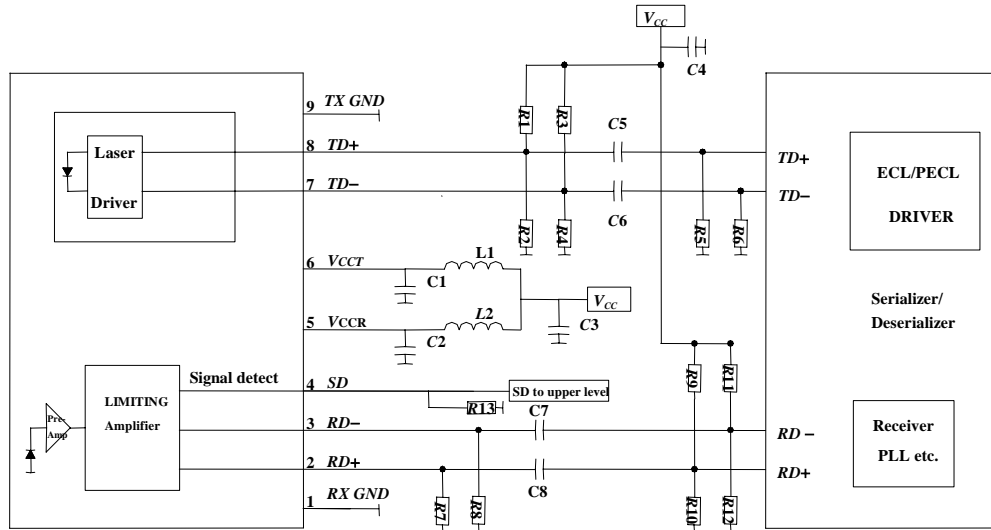 VCC
C4
9 TX GND
R1
R3
C5
Laser
Driver
8 TD+
TD+
7 TD−
TD−
C6
ECL/PECL
DRIVER
R2
R4
R5
R6
6 VCCT
L1
C1
VCC
5 VCCR
L2
C2
C3
Serializer/
Deserializer
R9
R11
Signal detect
4 SD
SD to upper level
R13
LIMITING
Amplifier
Pre-
Amp
3 RD−
C7
RD −
2 RD+
C8
RD+
Receiver
PLL etc.
1 RX GND
R7
R8
R10
R12